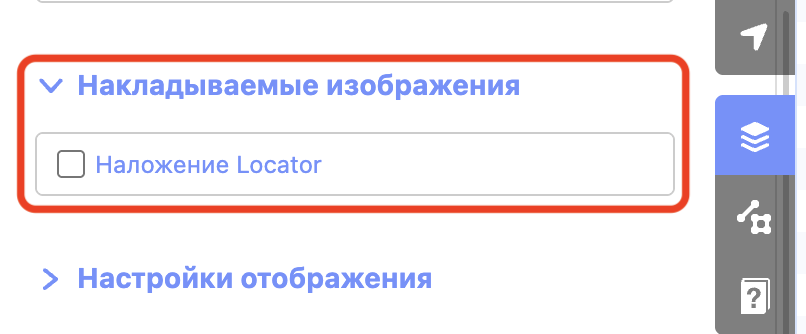 Накладываемые изображения
Наложение Locator
Настройки отображения
?